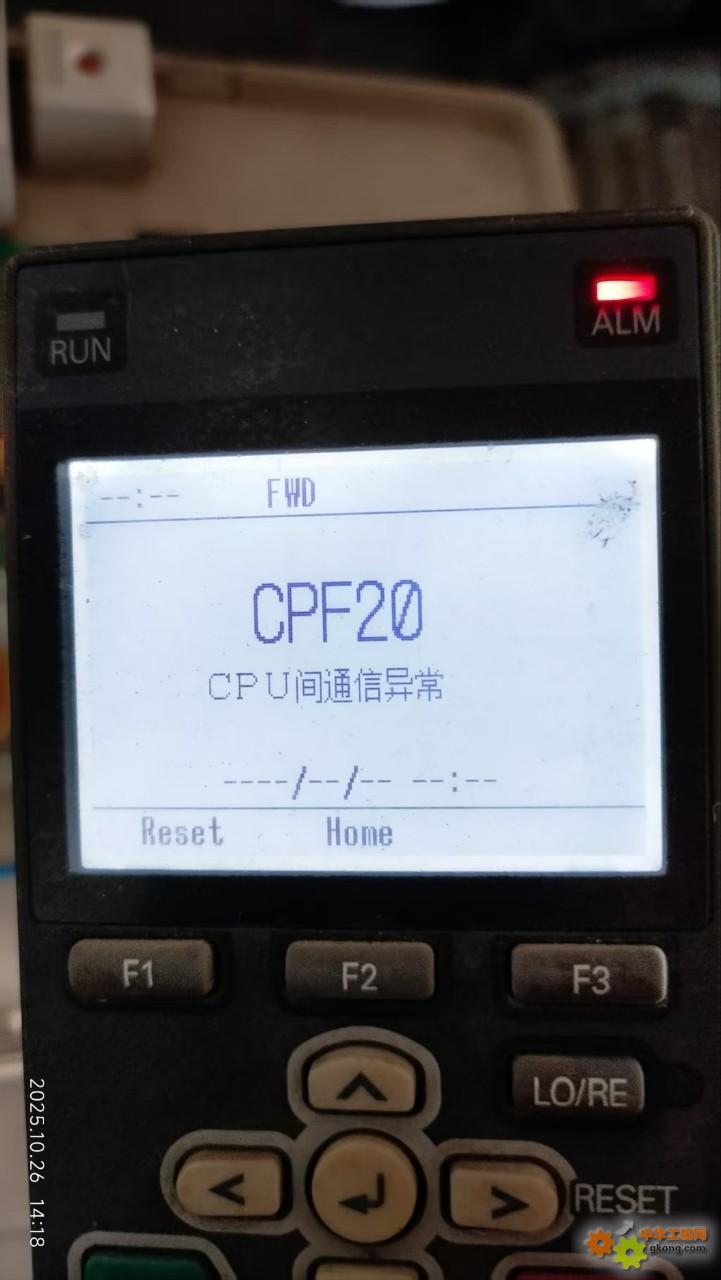 RUN
ALM
--:-- FWD
CPF20
CPU间通信异常
----/--/-- --:--
Reset Home
F1 F2 F3
LO/RE
RESET
2025.10.26 14:18
中华工控网
gkong.com